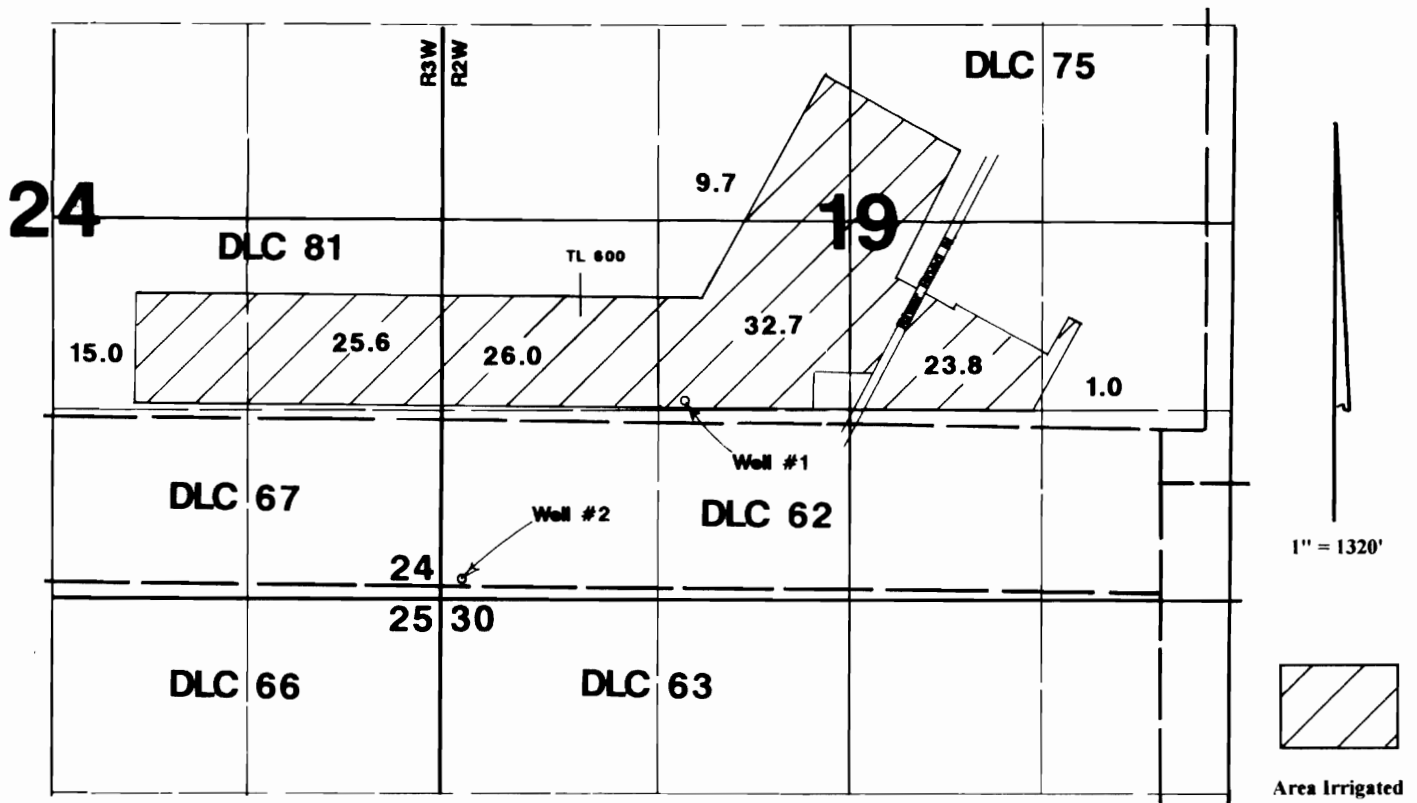 R3W
R2W
DLC 75
24
9.7
19
DLC 81
TL 600
15.0
25.6
26.0
32.7
23.8
1.0
Well #1
DLC 67
Well #2
DLC 62
1" = 1320'
24
25
30
DLC 66
DLC 63
Area Irrigated